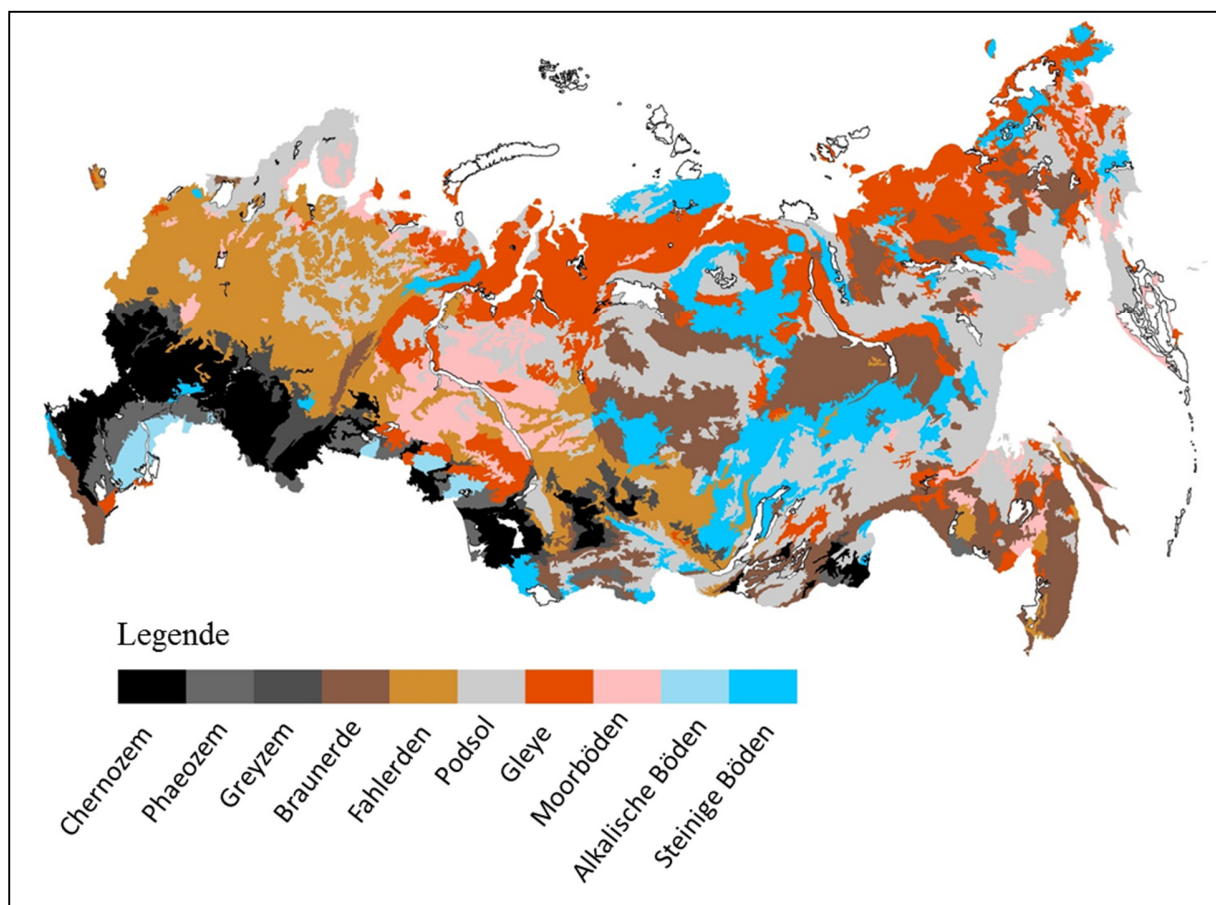 Legende
Chernozem
Phaeozem
Greyzem
Braunerde
Fahlerden
Podsol
Gleye
Moorböden
Alkalische Böden
Steinige Böden